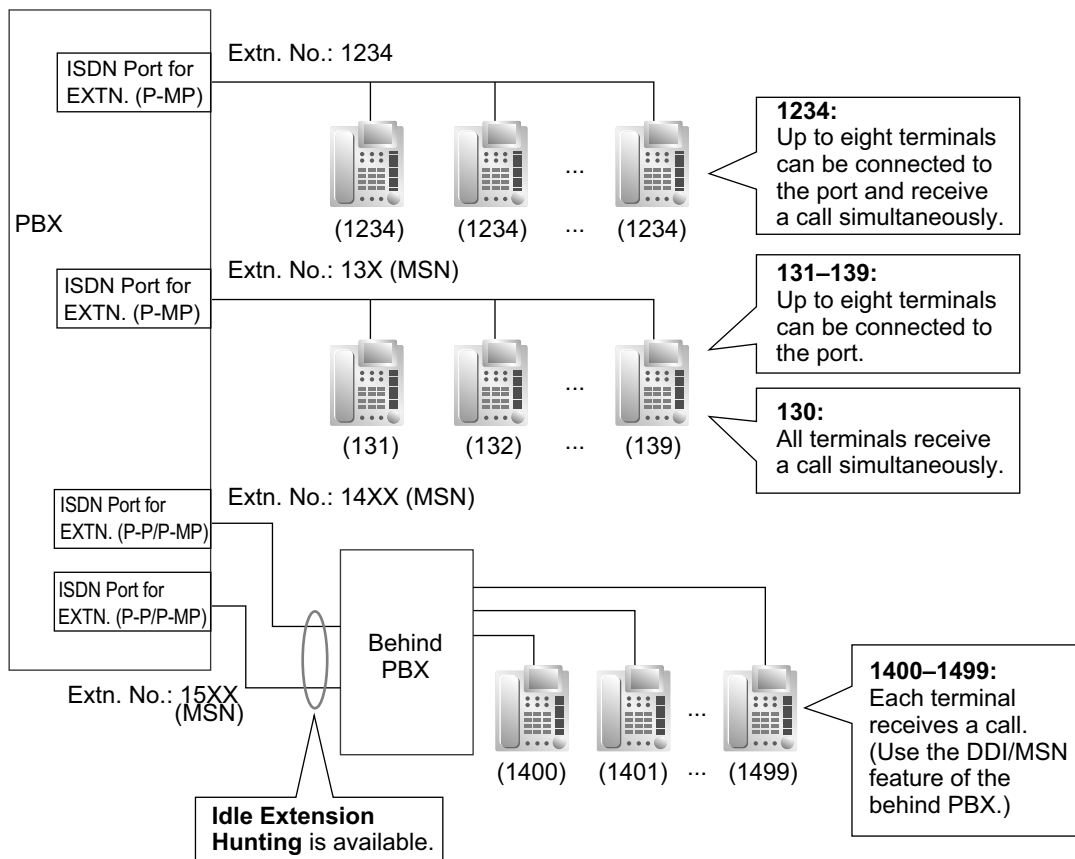 PBX
ISDN Port for
EXTN. (P-MP)
Extn. No.: 1234
(1234)
(1234)
...
...
(1234)
1234:
Up to eight terminals
can be connected to
the port and receive
a call simultaneously.
ISDN Port for
EXTN. (P-MP)
Extn. No.: 13X (MSN)
(131)
(132)
...
...
(139)
131–139:
Up to eight terminals
can be connected to
the port.
130:
All terminals receive
a call simultaneously.
ISDN Port for
EXTN. (P-P/P-MP)
Extn. No.: 14XX (MSN)
ISDN Port for
EXTN. (P-P/P-MP)
Extn. No.: 15XX
(MSN)
Behind
PBX
Idle Extension
Hunting is available.
(1400)
(1401)
...
...
(1499)
1400–1499:
Each terminal
receives a call.
(Use the DDI/MSN
feature of the
behind PBX.)